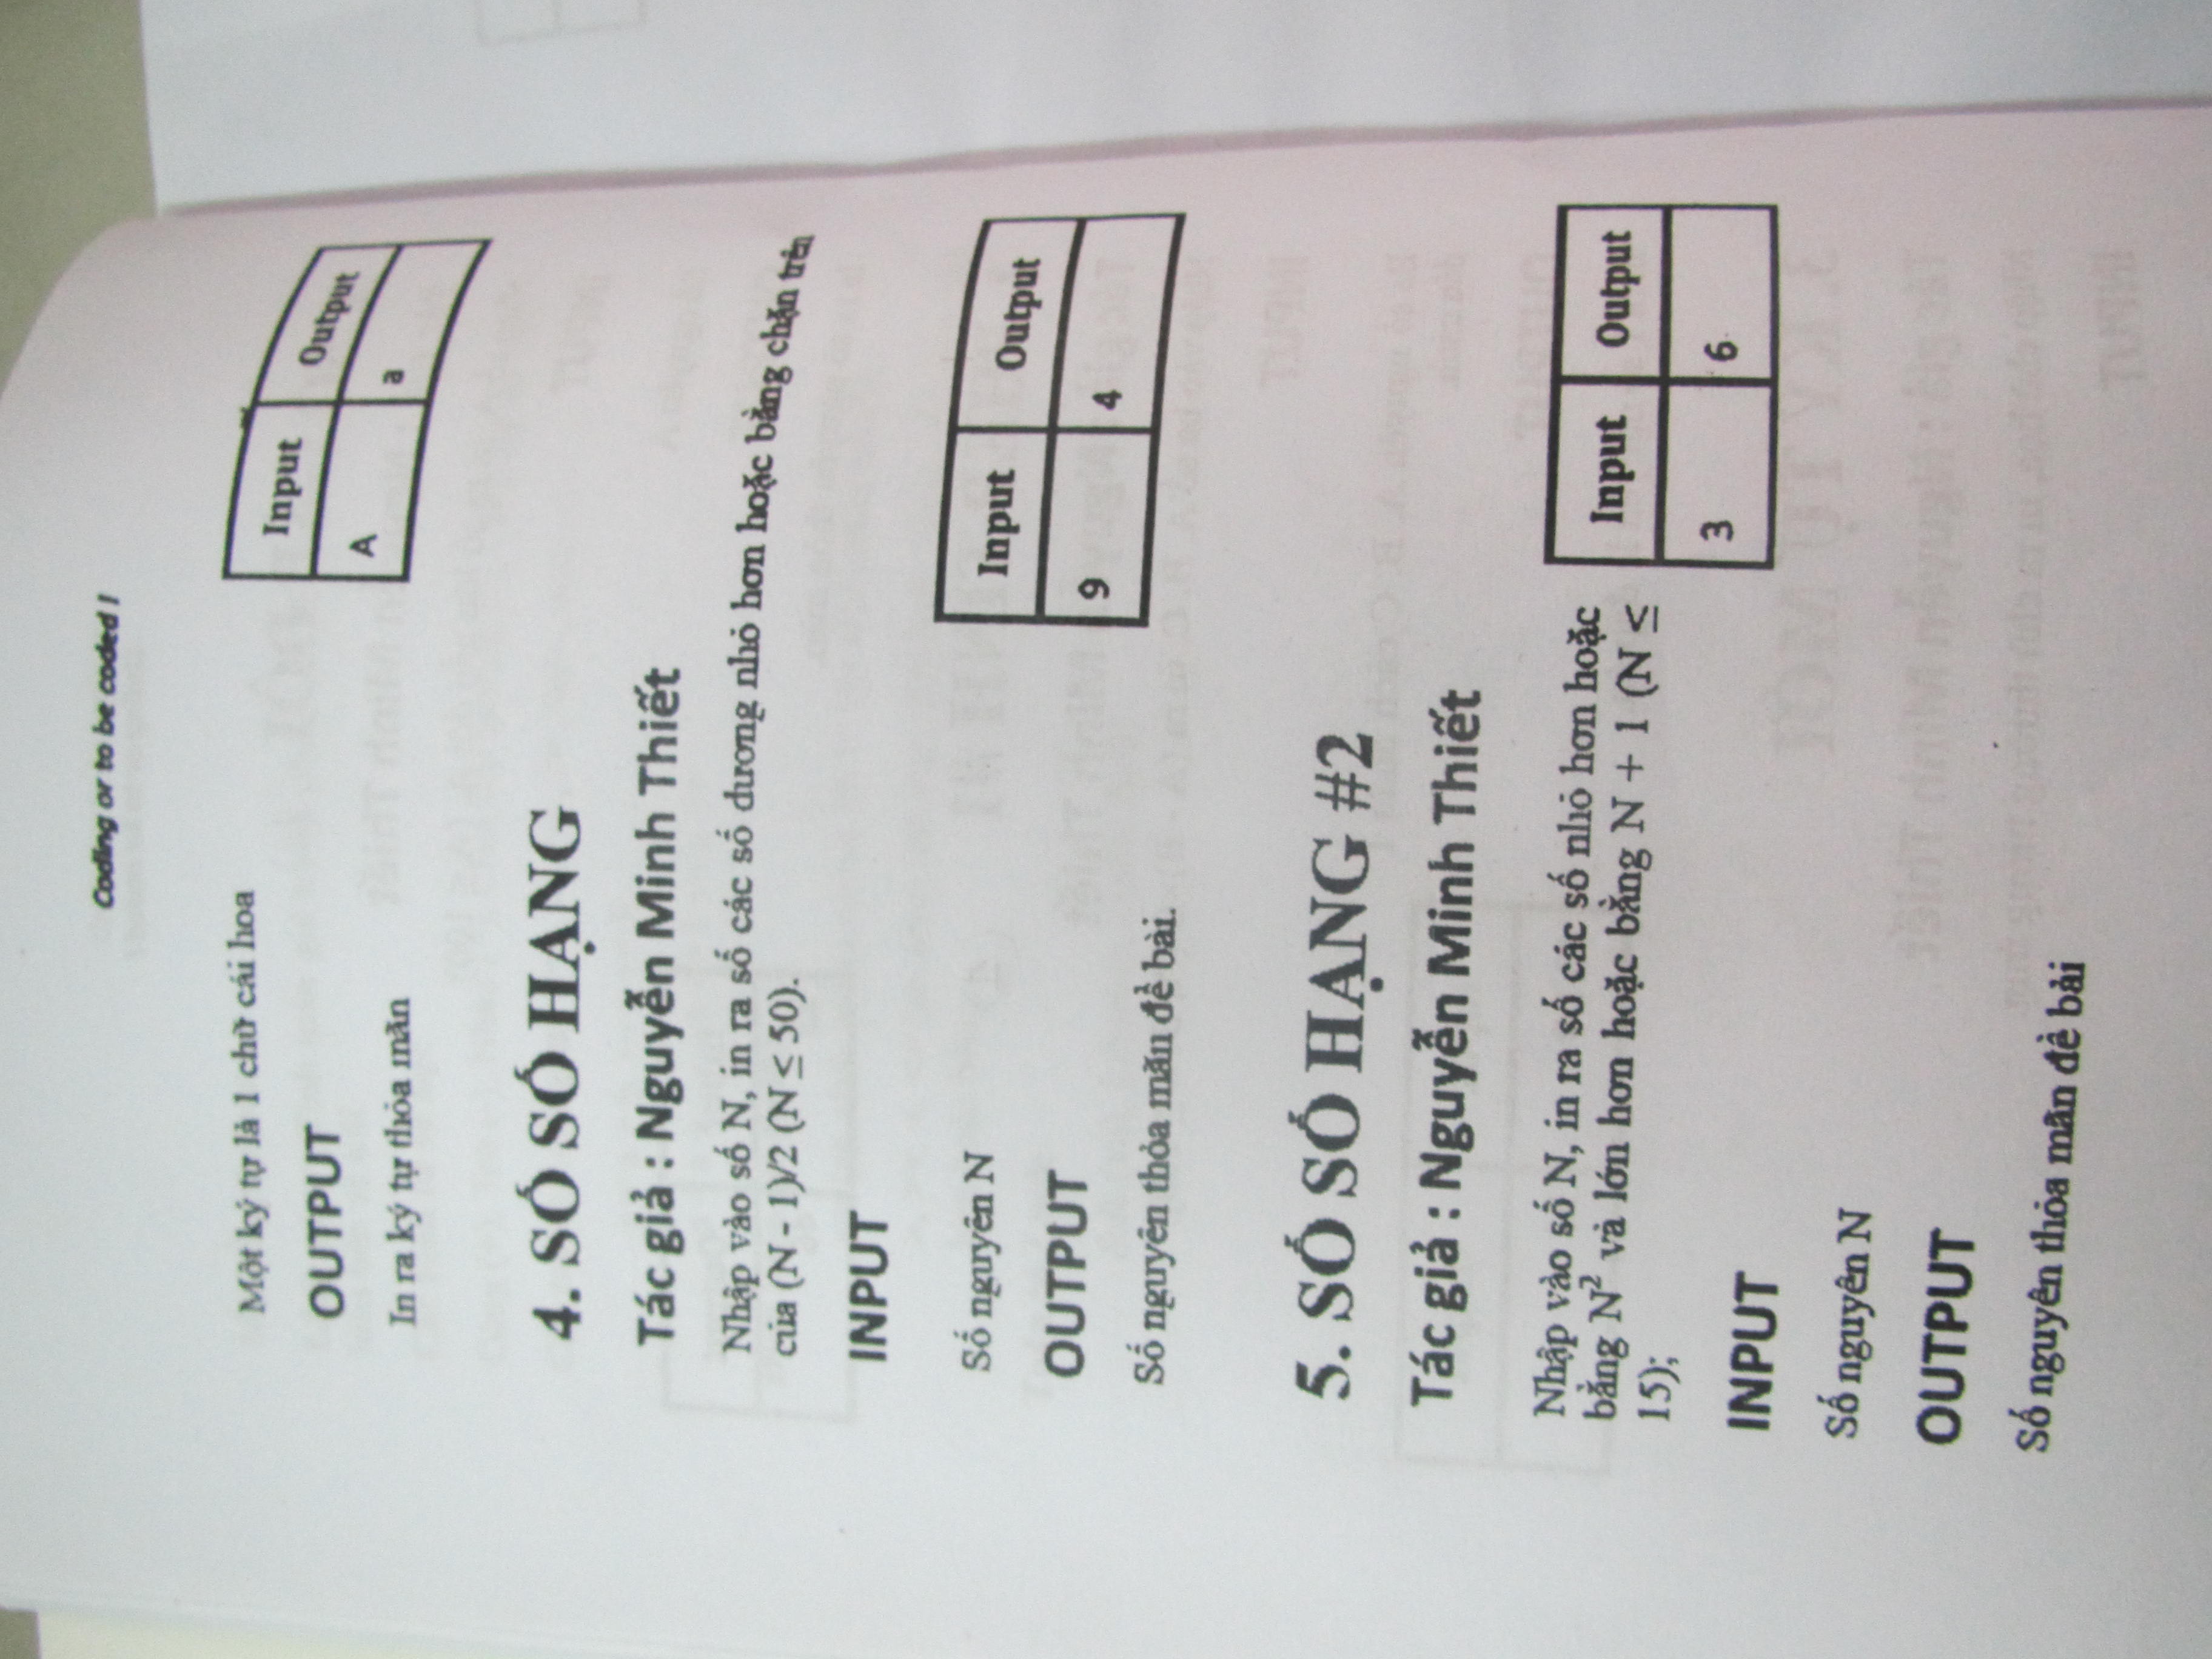 Coding or to be coded !
Một ký tự là 1 chữ cái hoa
OUTPUT
In ra ký tự thỏa mãn
Input Output
A a
4. SỐ SỐ HẠNG
Tác giả : Nguyễn Minh Thiết
Nhập vào số N, in ra số các số dương nhỏ hơn hoặc bằng chặn trên
của (N - 1)/2 (N ≤ 50).
INPUT
Số nguyên N
OUTPUT
Số nguyên thỏa mãn đề bài.
Input Output
9 4
5. SỐ SỐ HẠNG #2
Tác giả : Nguyễn Minh Thiết
Nhập vào số N, in ra số các số nhỏ hơn hoặc
bằng N² và lớn hơn hoặc bằng N + 1 (N ≤
15);
Input Output
3 6
INPUT
Số nguyên N
OUTPUT
Số nguyên thỏa mãn đề bài